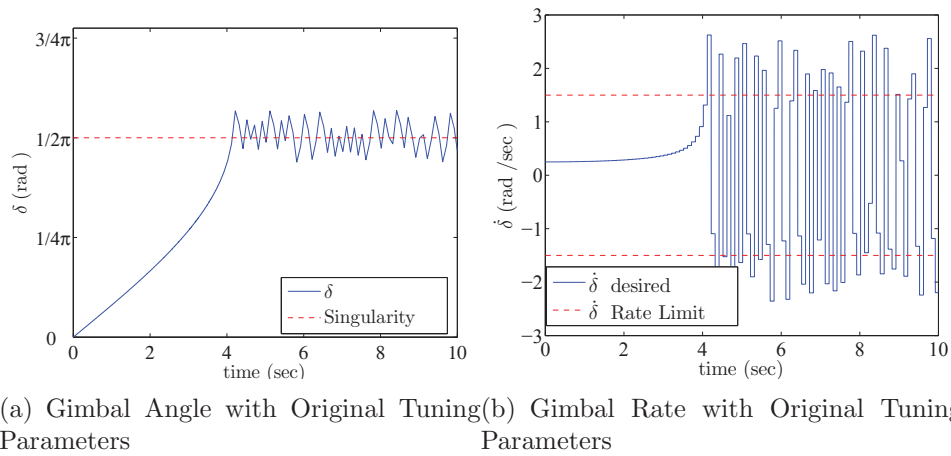 3/4π
1/2π
1/4π
0
δ (rad )
0 2 4 6 8 10
time (sec)
δ
Singularity
3
2
1
0
−1
−2
−3
δ̇ (rad /sec )
0 2 4 6 8 10
time (sec)
δ̇ desired
δ̇ Rate Limit
(a) Gimbal Angle with Original Tuning
Parameters
(b) Gimbal Rate with Original Tuning
Parameters